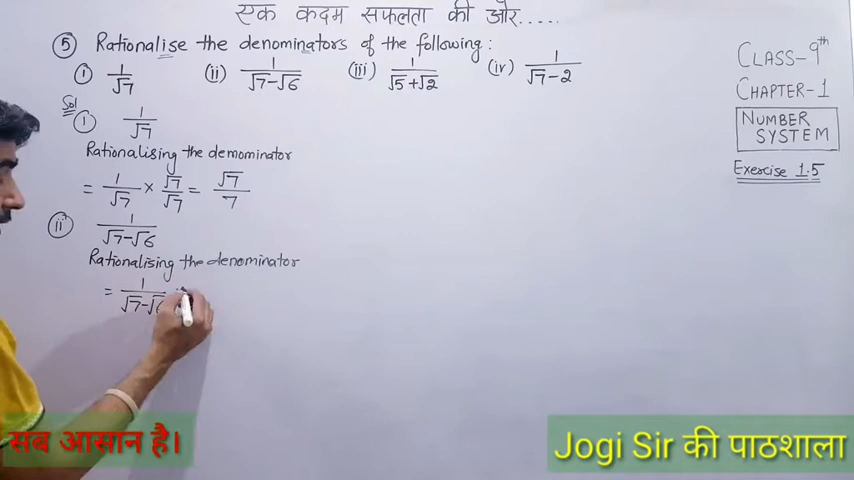 एक कदम सफलता की ओर.....
⑤ Rationalise the denominators of the following:
① 1/√7 (ii) 1/(√7-√6) (iii) 1/(√5+√2) (iv) 1/(√7-2)
Sol
① 1/√7
Rationalising the demominator
= 1/√7 × √7/√7 = √7/7
(ii) 1/(√7-√6)
Rationalising the denominator
= 1/(√7-√6
CLASS-9th
CHAPTER-1
NUMBER
SYSTEM
Exercise 1.5
सब आसान है।
Jogi Sir की पाठशाला